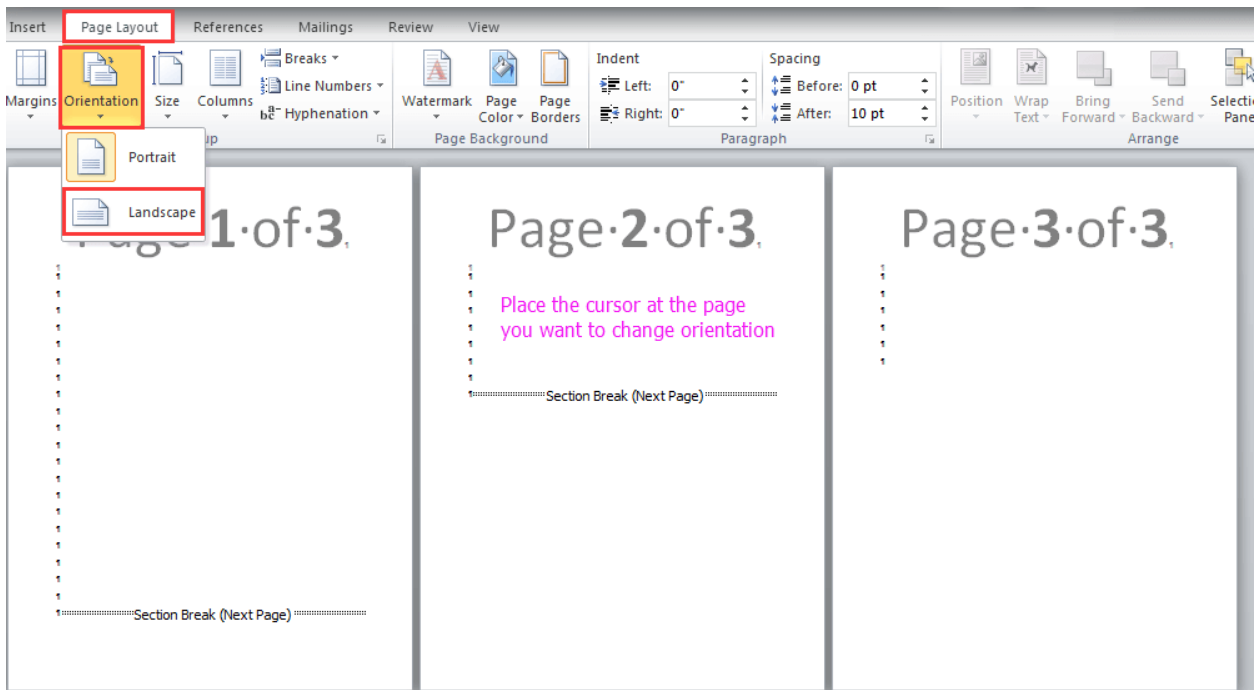 Insert Page Layout References Mailings Review View
Margins Orientation Size Columns
Breaks
Line Numbers
Hyphenation
Watermark Page Color Page Borders
Page Background
Indent
Left: 0"
Right: 0"
Spacing
Before: 0 pt
After: 10 pt
Paragraph
Position Wrap Text Bring Forward Send Backward
Arrange
Portrait
Landscape
1·of·3
Page·2·of·3
Page·3·of·3
Place the cursor at the page
you want to change orientation
Section Break (Next Page)
Section Break (Next Page)